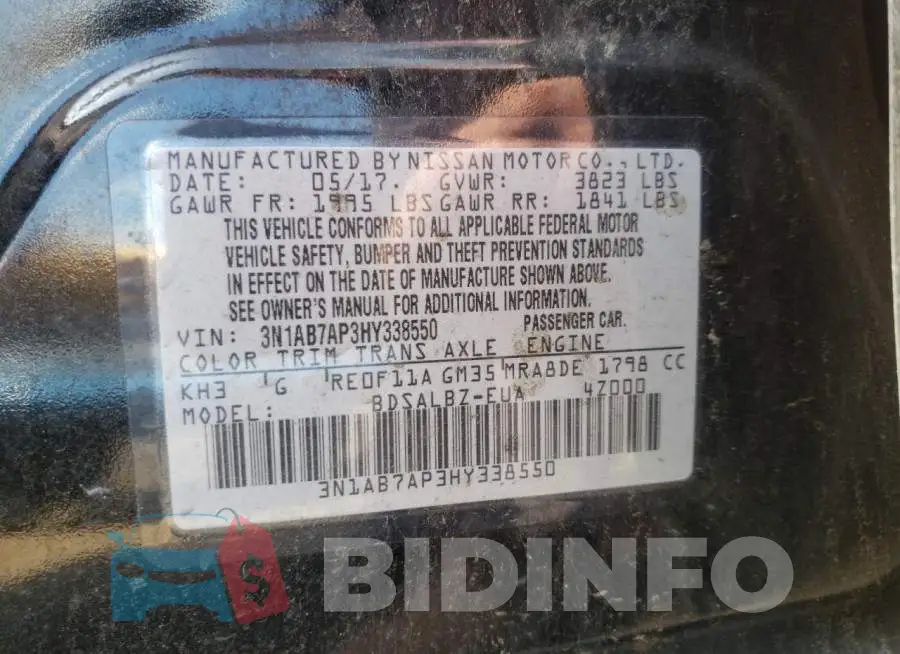 MANUFACTURED BY NISSAN MOTOR CO., LTD.
DATE: 05/17. GVWR: 3823 LBS
GAWR FR: 1995 LBS GAWR RR: 1841 LBS
THIS VEHICLE CONFORMS TO ALL APPLICABLE FEDERAL MOTOR
VEHICLE SAFETY, BUMPER AND THEFT PREVENTION STANDARDS
IN EFFECT ON THE DATE OF MANUFACTURE SHOWN ABOVE.
SEE OWNER'S MANUAL FOR ADDITIONAL INFORMATION.
VIN: 3N1AB7AP3HY338550 PASSENGER CAR.
COLOR TRIM TRANS AXLE ENGINE
KH3 G RE0F11A GM35 MRA8DE 1798 CC
MODEL: BDSALBZ-EUA 4Z000
3N1AB7AP3HY338550
$ BIDINFO